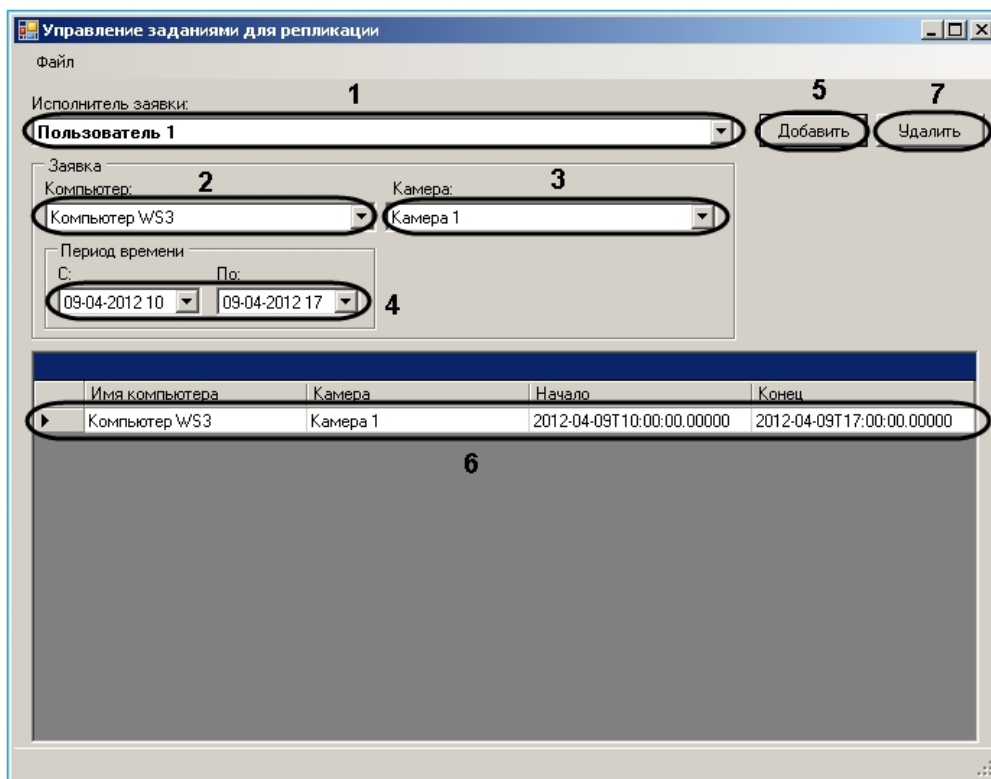 Управление заданиями для репликации
Файл
1
5
7
Исполнитель заявки:
Пользователь 1
Добавить
Удалить
Заявка
2
3
Компьютер:
Камера:
Компьютер WS3
Камера 1
Период времени
С:
По:
09-04-2012 10
09-04-2012 17
4
Имя компьютера
Камера
Начало
Конец
Компьютер WS3
Камера 1
2012-04-09T10:00:00.00000
2012-04-09T17:00:00.00000
6